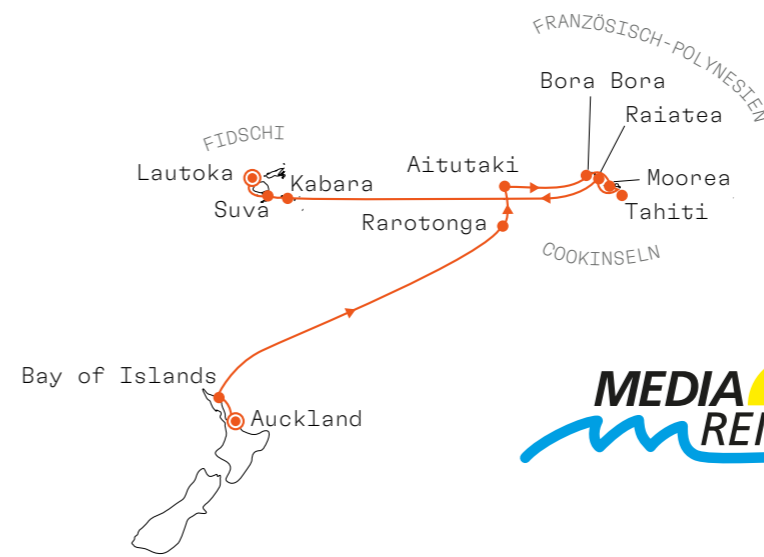 FRANZÖSISCH-POLYNESIEN
Bora Bora
Raiatea
FIDSCHI
Lautoka
Aitutaki
Moorea
Kabara
Suva
Tahiti
Rarotonga
COOKINSELN
Bay of Islands
MEDIA
Auckland